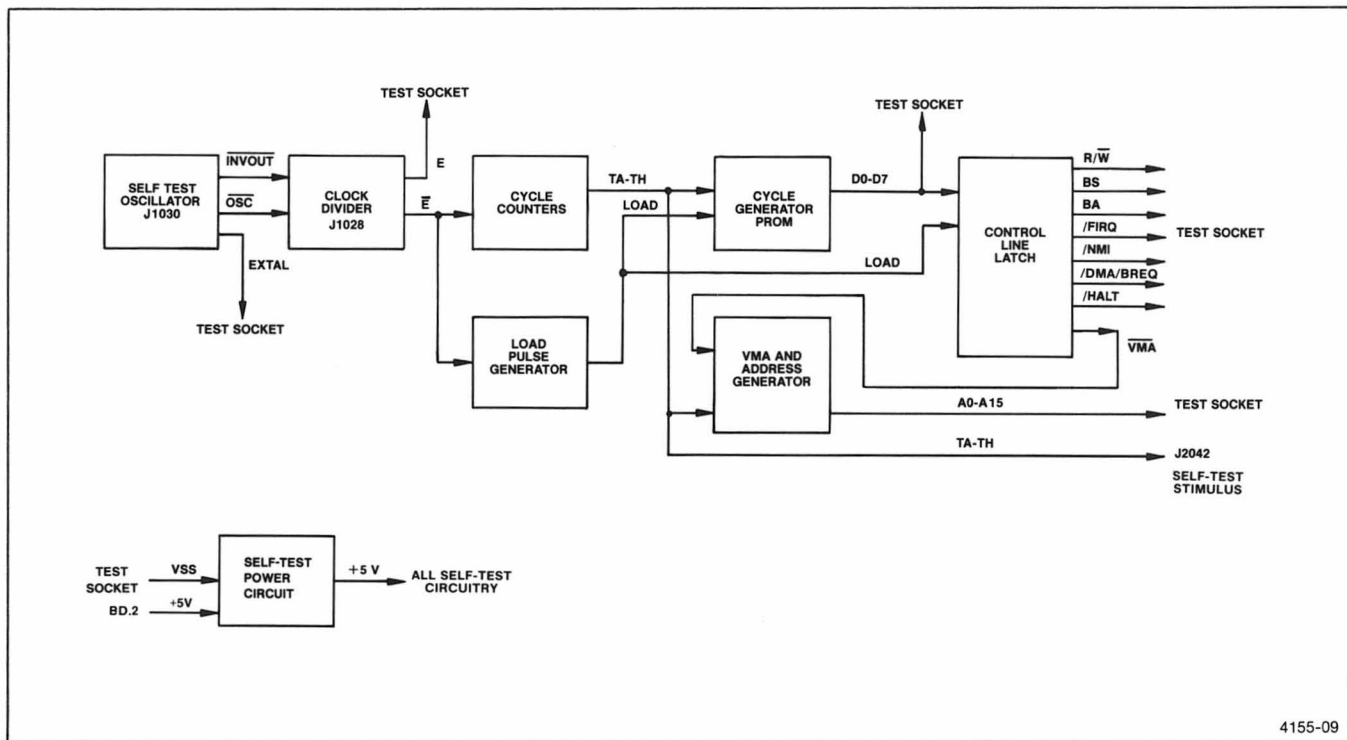 TEST SOCKET
TEST SOCKET
SELF TEST
OSCILLATOR
J1030
I̅N̅V̅O̅U̅T̅
O̅S̅C̅
EXTAL
TEST SOCKET
CLOCK
DIVIDER
J1028
E
E̅
CYCLE
COUNTERS
TA-TH
LOAD
CYCLE
GENERATOR
PROM
D0-D7
LOAD
CONTROL
LINE
LATCH
R/W̅
BS
BA
/FIRQ
/NMI
/DMA/BREQ
/HALT
V̅M̅A̅
TEST SOCKET
LOAD
PULSE
GENERATOR
VMA AND
ADDRESS
GENERATOR
A0-A15
TEST SOCKET
TA-TH
J2042
SELF-TEST
STIMULUS
TEST
SOCKET
VSS
BD.2
+5V
SELF-TEST
POWER
CIRCUIT
+5 V
ALL SELF-TEST
CIRCUITRY
4155-09